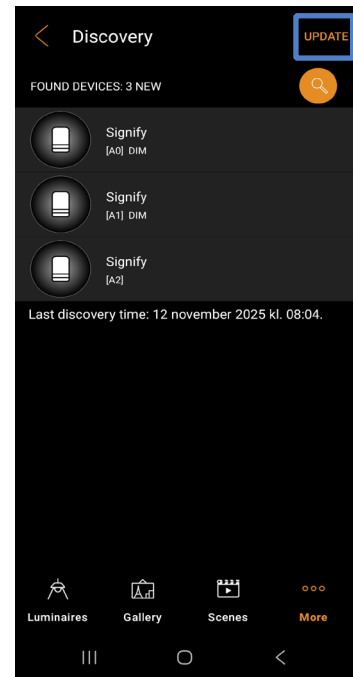 Discovery
UPDATE
FOUND DEVICES: 3 NEW
Signify
[A0] DIM
Signify
[A1] DIM
Signify
[A2]
Last discovery time: 12 november 2025 kl. 08:04.
Luminaires Gallery Scenes More